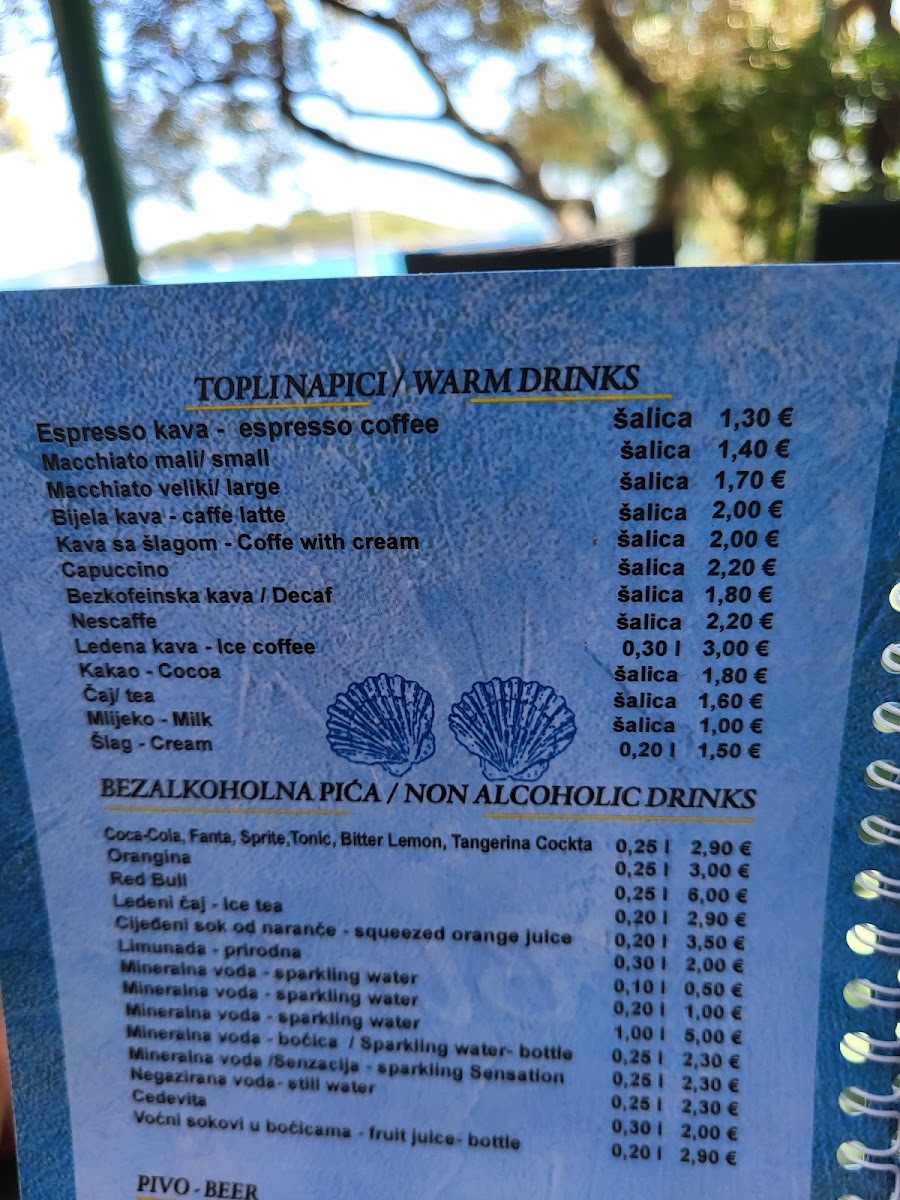 TOPLI NAPICI / WARM DRINKS
Espresso kava - espresso coffee šalica 1,30 €
Macchiato mali/ small šalica 1,40 €
Macchiato veliki/ large šalica 1,70 €
Bijela kava - caffe latte šalica 2,00 €
Kava sa šlagom - Coffe with cream šalica 2,00 €
Capuccino šalica 2,20 €
Bezkofeinska kava / Decaf šalica 1,80 €
Nescaffe šalica 2,20 €
Ledena kava - Ice coffee 0,30 l 3,00 €
Kakao - Cocoa šalica 1,80 €
Čaj/ tea šalica 1,60 €
Mlijeko - Milk šalica 1,00 €
Šlag - Cream 0,20 l 1,50 €
BEZALKOHOLNA PIĆA / NON ALCOHOLIC DRINKS
Coca-Cola, Fanta, Sprite,Tonic, Bitter Lemon, Tangerina Cockta 0,25 l 2,90 €
Orangina 0,25 l 3,00 €
Red Bull 0,25 l 6,00 €
Ledeni čaj - Ice tea 0,20 l 2,90 €
Cijeđeni sok od naranče - squeezed orange juice 0,20 l 3,50 €
Limunada - prirodna 0,30 l 2,00 €
Mineralna voda - sparkling water 0,10 l 0,50 €
Mineralna voda - sparkling water 0,20 l 1,00 €
Mineralna voda - sparkling water 1,00 l 5,00 €
Mineralna voda - bočica / Sparkling water- bottle 0,25 l 2,30 €
Mineralna voda /Senzacija - sparkling Sensation 0,25 l 2,30 €
Negazirana voda- still water 0,25 l 2,30 €
Cedevita 0,30 l 2,00 €
Voćni sokovi u bočicama - fruit juice- bottle 0,20 l 2,90 €
PIVO - BEER